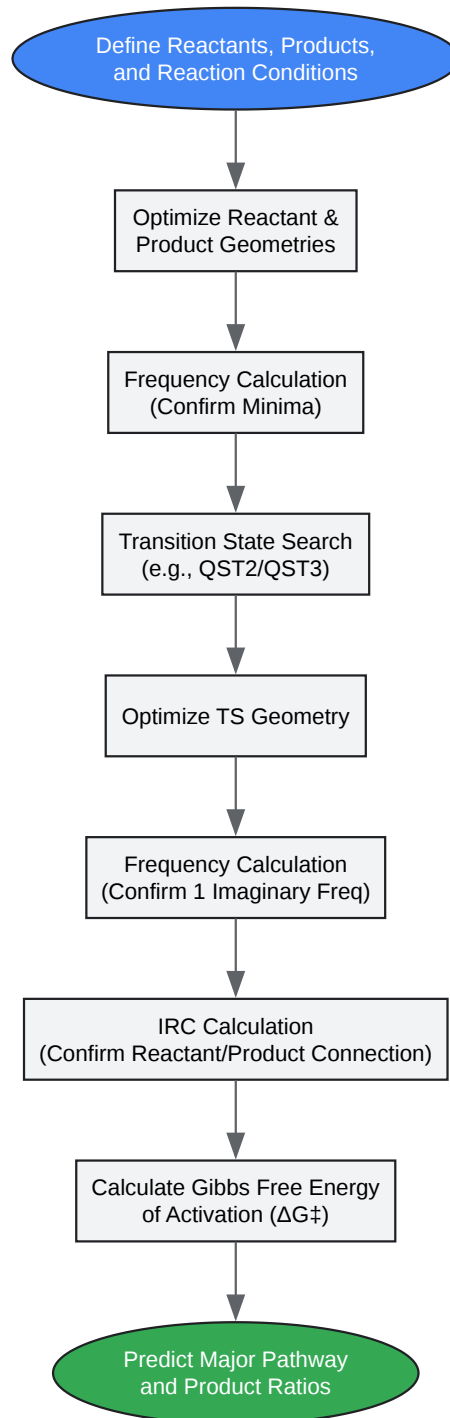 Define Reactants, Products,
and Reaction Conditions
Optimize Reactant &
Product Geometries
Frequency Calculation
(Confirm Minima)
Transition State Search
(e.g., QST2/QST3)
Optimize TS Geometry
Frequency Calculation
(Confirm 1 Imaginary Freq)
IRC Calculation
(Confirm Reactant/Product Connection)
Calculate Gibbs Free Energy
of Activation (ΔG‡)
Predict Major Pathway
and Product Ratios